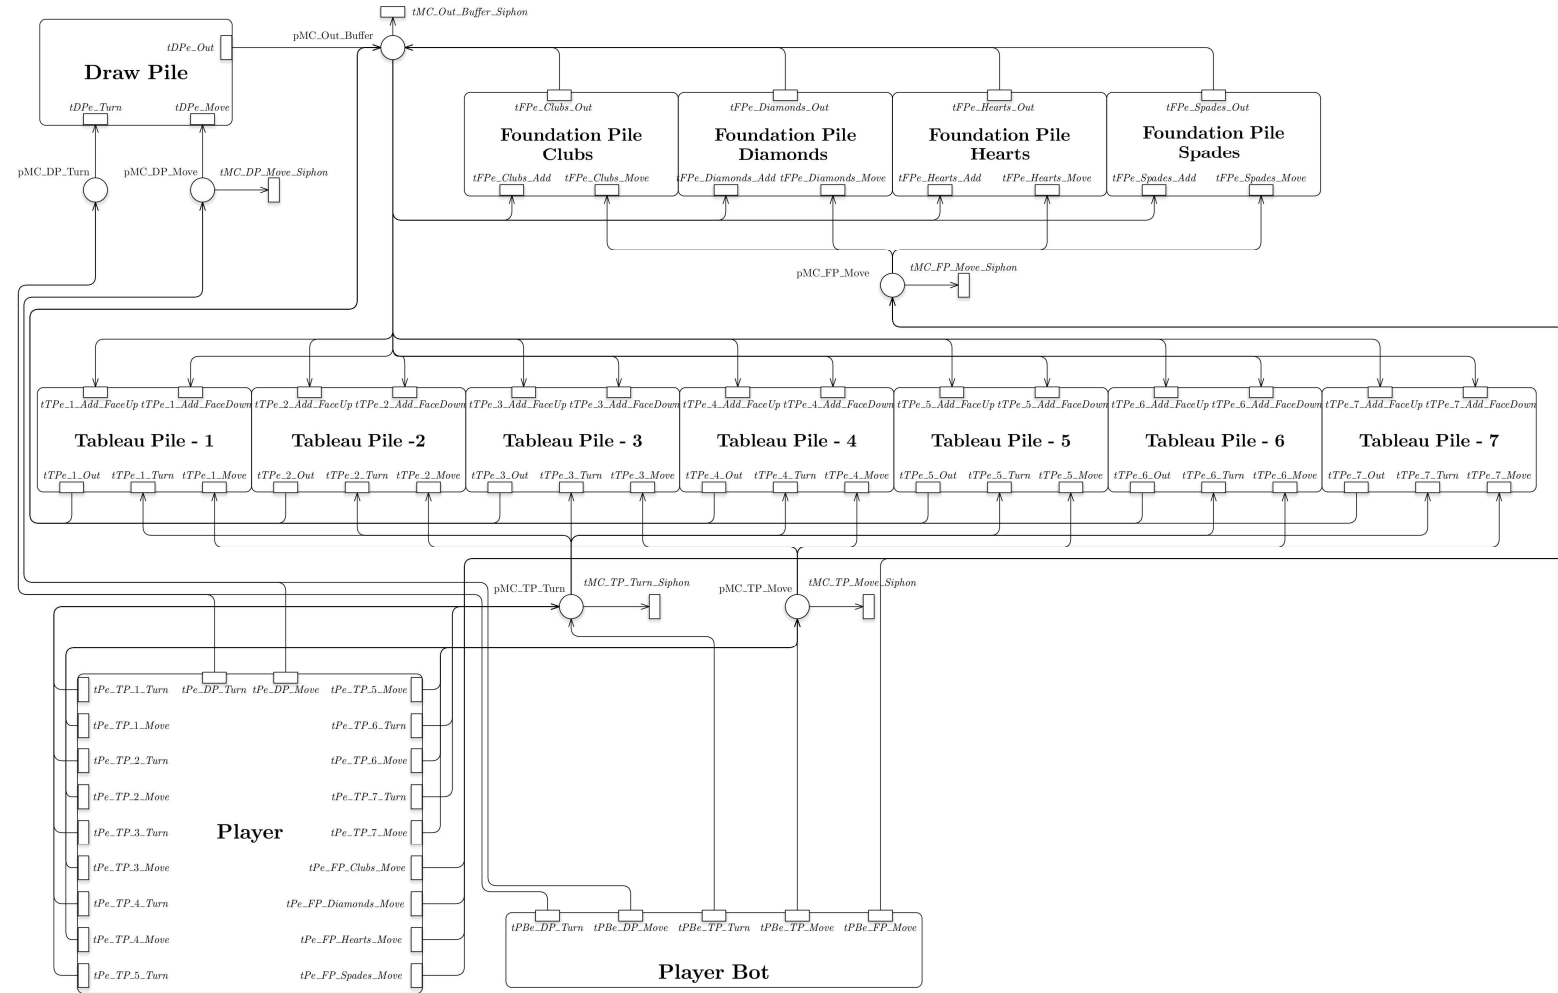 tMC_Out_Buffer_Siphon
pMC_Out_Buffer
tDPe_Out
Draw Pile
tDPe_Turn
tDPe_Move
pMC_DP_Turn
pMC_DP_Move
tMC_DP_Move_Siphon
tFPe_Clubs_Out
Foundation Pile
Clubs
tFPe_Clubs_Add
tFPe_Clubs_Move
tFPe_Diamonds_Out
Foundation Pile
Diamonds
tFPe_Diamonds_Add
tFPe_Diamonds_Move
tFPe_Hearts_Out
Foundation Pile
Hearts
tFPe_Hearts_Add
tFPe_Hearts_Move
tFPe_Spades_Out
Foundation Pile
Spades
tFPe_Spades_Add
tFPe_Spades_Move
pMC_FP_Move
tMC_FP_Move_Siphon
tTPe_1_Add_FaceUp
tTPe_1_Add_FaceDown
Tableau Pile - 1
tTPe_1_Out
tTPe_1_Turn
tTPe_1_Move
tTPe_2_Add_FaceUp
tTPe_2_Add_FaceDown
Tableau Pile -2
tTPe_2_Out
tTPe_2_Turn
tTPe_2_Move
tTPe_3_Add_FaceUp
tTPe_3_Add_FaceDown
Tableau Pile - 3
tTPe_3_Out
tTPe_3_Turn
tTPe_3_Move
tTPe_4_Add_FaceUp
tTPe_4_Add_FaceDown
Tableau Pile - 4
tTPe_4_Out
tTPe_4_Turn
tTPe_4_Move
tTPe_5_Add_FaceUp
tTPe_5_Add_FaceDown
Tableau Pile - 5
tTPe_5_Out
tTPe_5_Turn
tTPe_5_Move
tTPe_6_Add_FaceUp
tTPe_6_Add_FaceDown
Tableau Pile - 6
tTPe_6_Out
tTPe_6_Turn
tTPe_6_Move
tTPe_7_Add_FaceUp
tTPe_7_Add_FaceDown
Tableau Pile - 7
tTPe_7_Out
tTPe_7_Turn
tTPe_7_Move
pMC_TP_Turn
tMC_TP_Turn_Siphon
pMC_TP_Move
tMC_TP_Move_Siphon
tPe_DP_Turn
tPe_DP_Move
tPe_TP_1_Turn
tPe_TP_1_Move
tPe_TP_2_Turn
tPe_TP_2_Move
tPe_TP_3_Turn
tPe_TP_3_Move
tPe_TP_4_Turn
tPe_TP_4_Move
tPe_TP_5_Turn
Player
tPe_TP_5_Move
tPe_TP_6_Turn
tPe_TP_6_Move
tPe_TP_7_Turn
tPe_TP_7_Move
tPe_FP_Clubs_Move
tPe_FP_Diamonds_Move
tPe_FP_Hearts_Move
tPe_FP_Spades_Move
tPBe_DP_Turn
tPBe_DP_Move
tPBe_TP_Turn
tPBe_TP_Move
tPBe_FP_Move
Player Bot